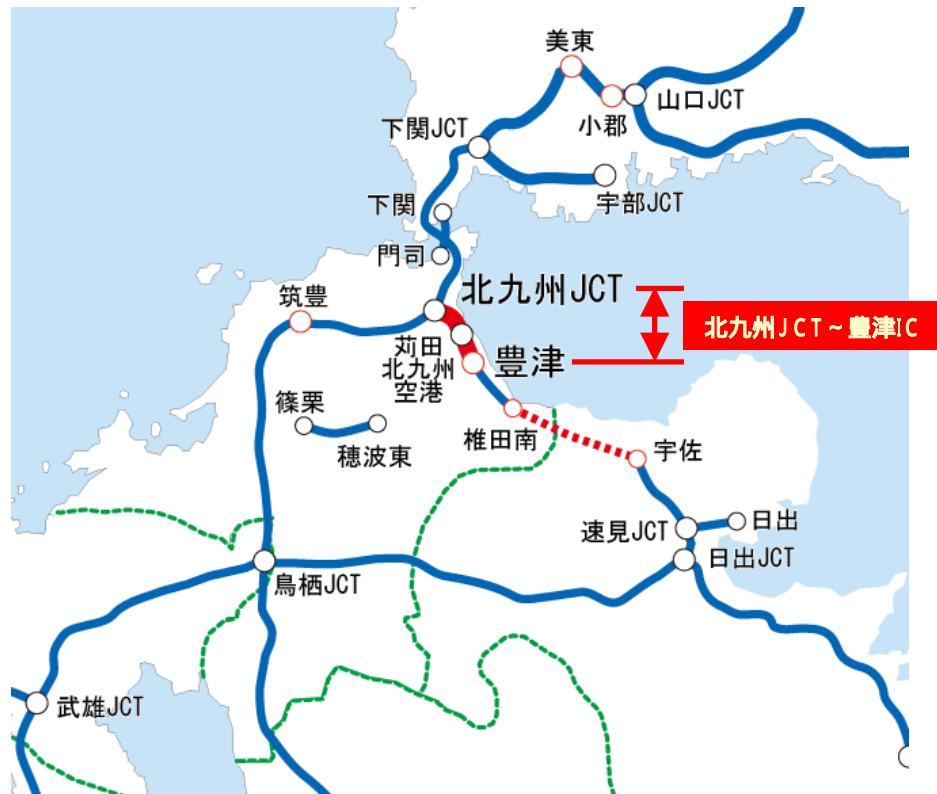 美東
山口JCT
小郡
下関JCT
宇部JCT
下関
門司
北九州JCT
筑豊
北九州JCT～豊津IC
苅田
北九州
空港
豊津
篠栗
穂波東
椎田南
宇佐
速見JCT
日出
日出JCT
鳥栖JCT
武雄JCT